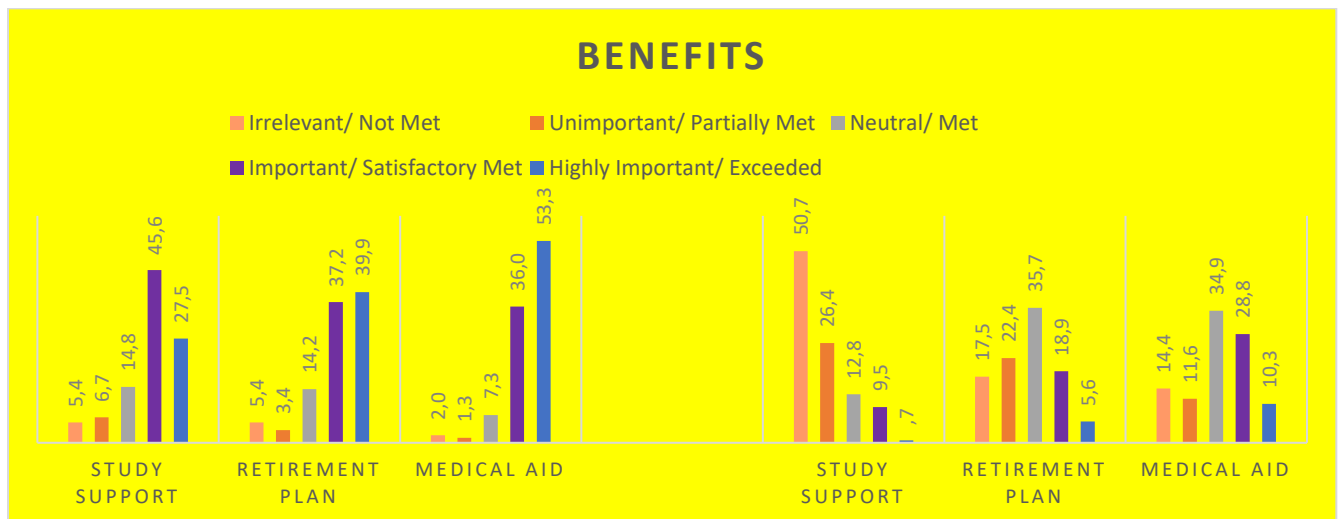 BENEFITS
Irrelevant/ Not Met Unimportant/ Partially Met Neutral/ Met
Important/ Satisfactory Met Highly Important/ Exceeded
5,4 6,7 14,8 45,6 27,5
5,4 3,4 14,2 37,2 39,9
2,0 1,3 7,3 36,0 53,3
50,7 26,4 12,8 9,5 ,7
17,5 22,4 35,7 18,9 5,6
14,4 11,6 34,9 28,8 10,3
STUDY
SUPPORT
RETIREMENT
PLAN
MEDICAL AID
STUDY
SUPPORT
RETIREMENT
PLAN
MEDICAL AID